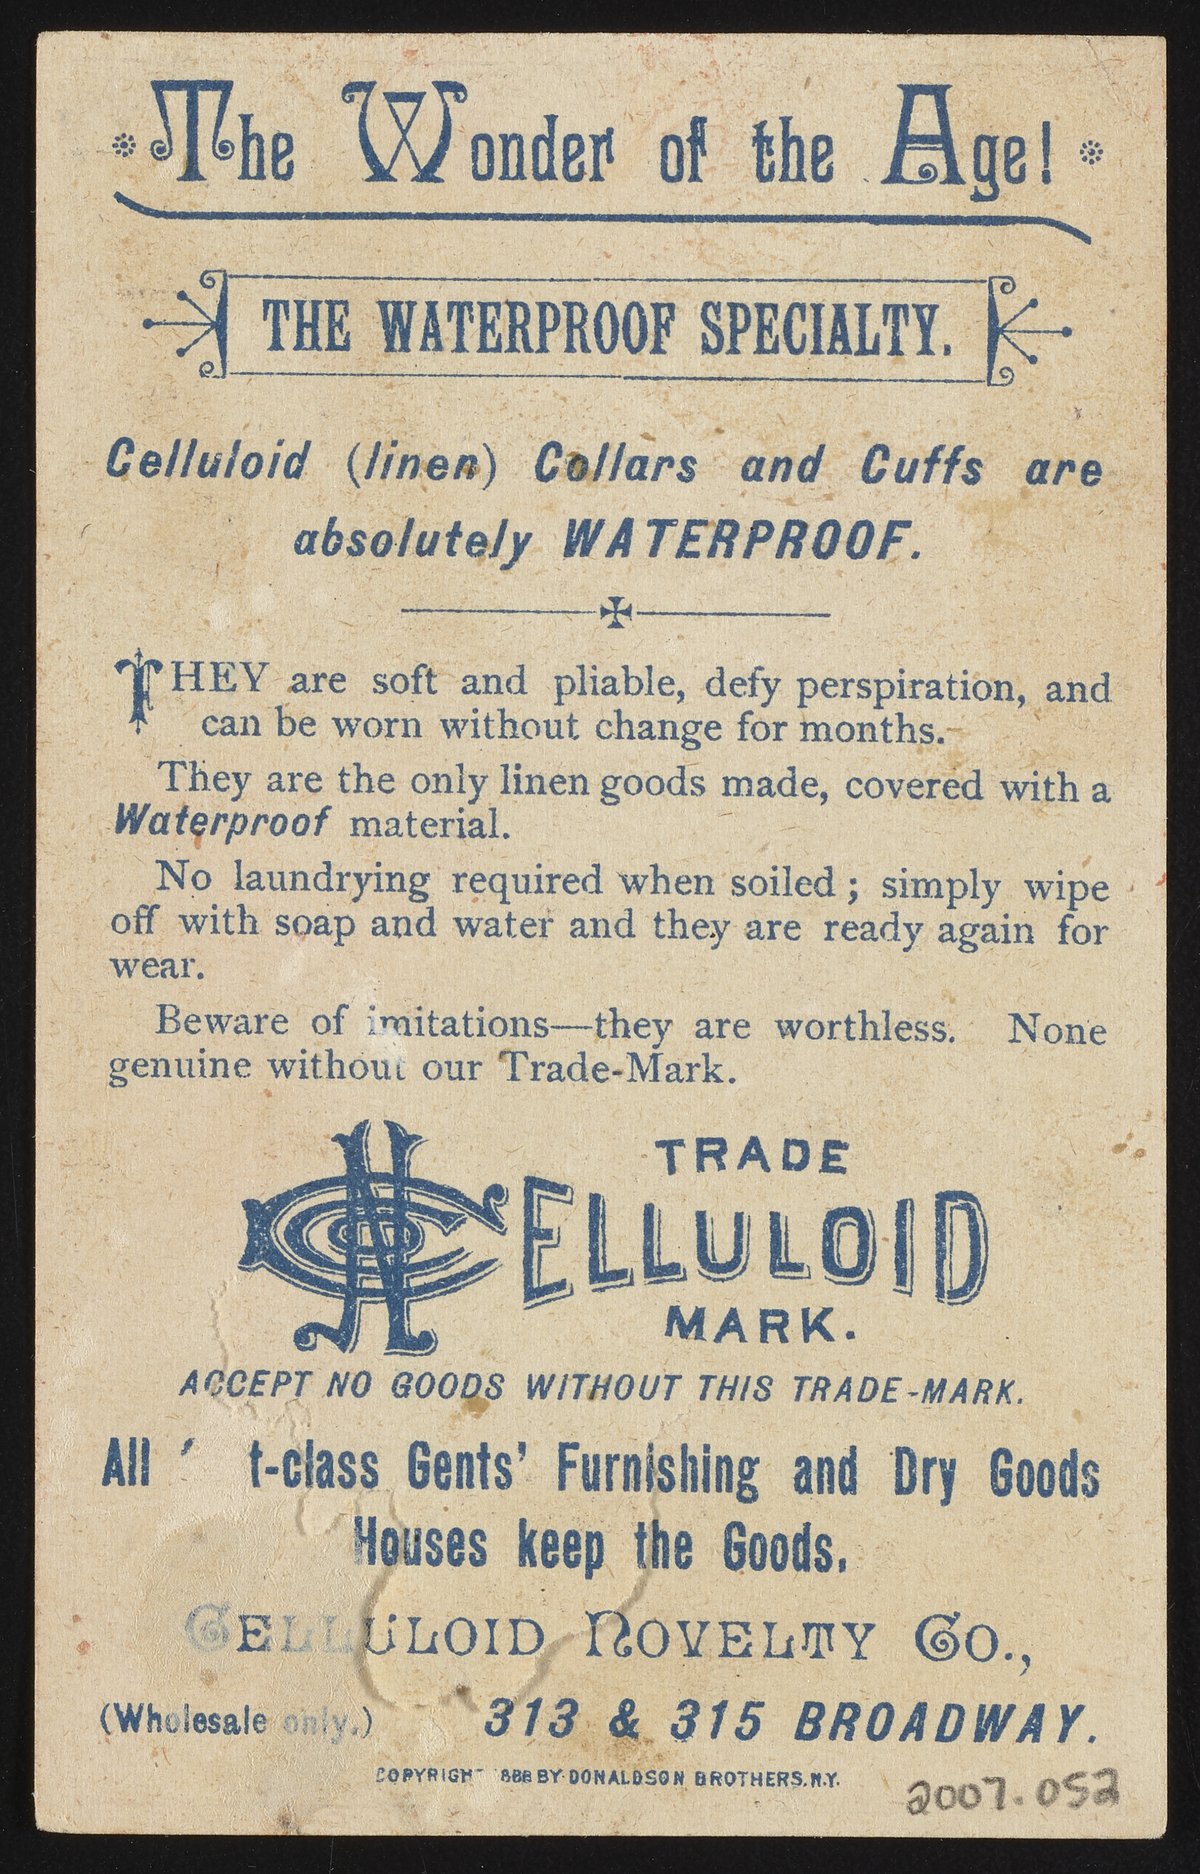 The Wonder of the Age!
THE WATERPROOF SPECIALTY.
Celluloid (linen) Collars and Cuffs are
absolutely WATERPROOF.
THEY are soft and pliable, defy perspiration, and
can be worn without change for months.
They are the only linen goods made, covered with a
Waterproof material.
No laundrying required when soiled; simply wipe
off with soap and water and they are ready again for
wear.
Beware of imitations—they are worthless. None
genuine without our Trade-Mark.
TRADE
CELLULOID
MARK.
ACCEPT NO GOODS WITHOUT THIS TRADE-MARK.
All t-class Gents' Furnishing and Dry Goods
Houses keep the Goods.
CELLULOID NOVELTY CO.,
(Wholesale only.) 313 & 315 BROADWAY.
COPYRIGHT 1888 BY DONALDSON BROTHERS. N.Y.
2007.052